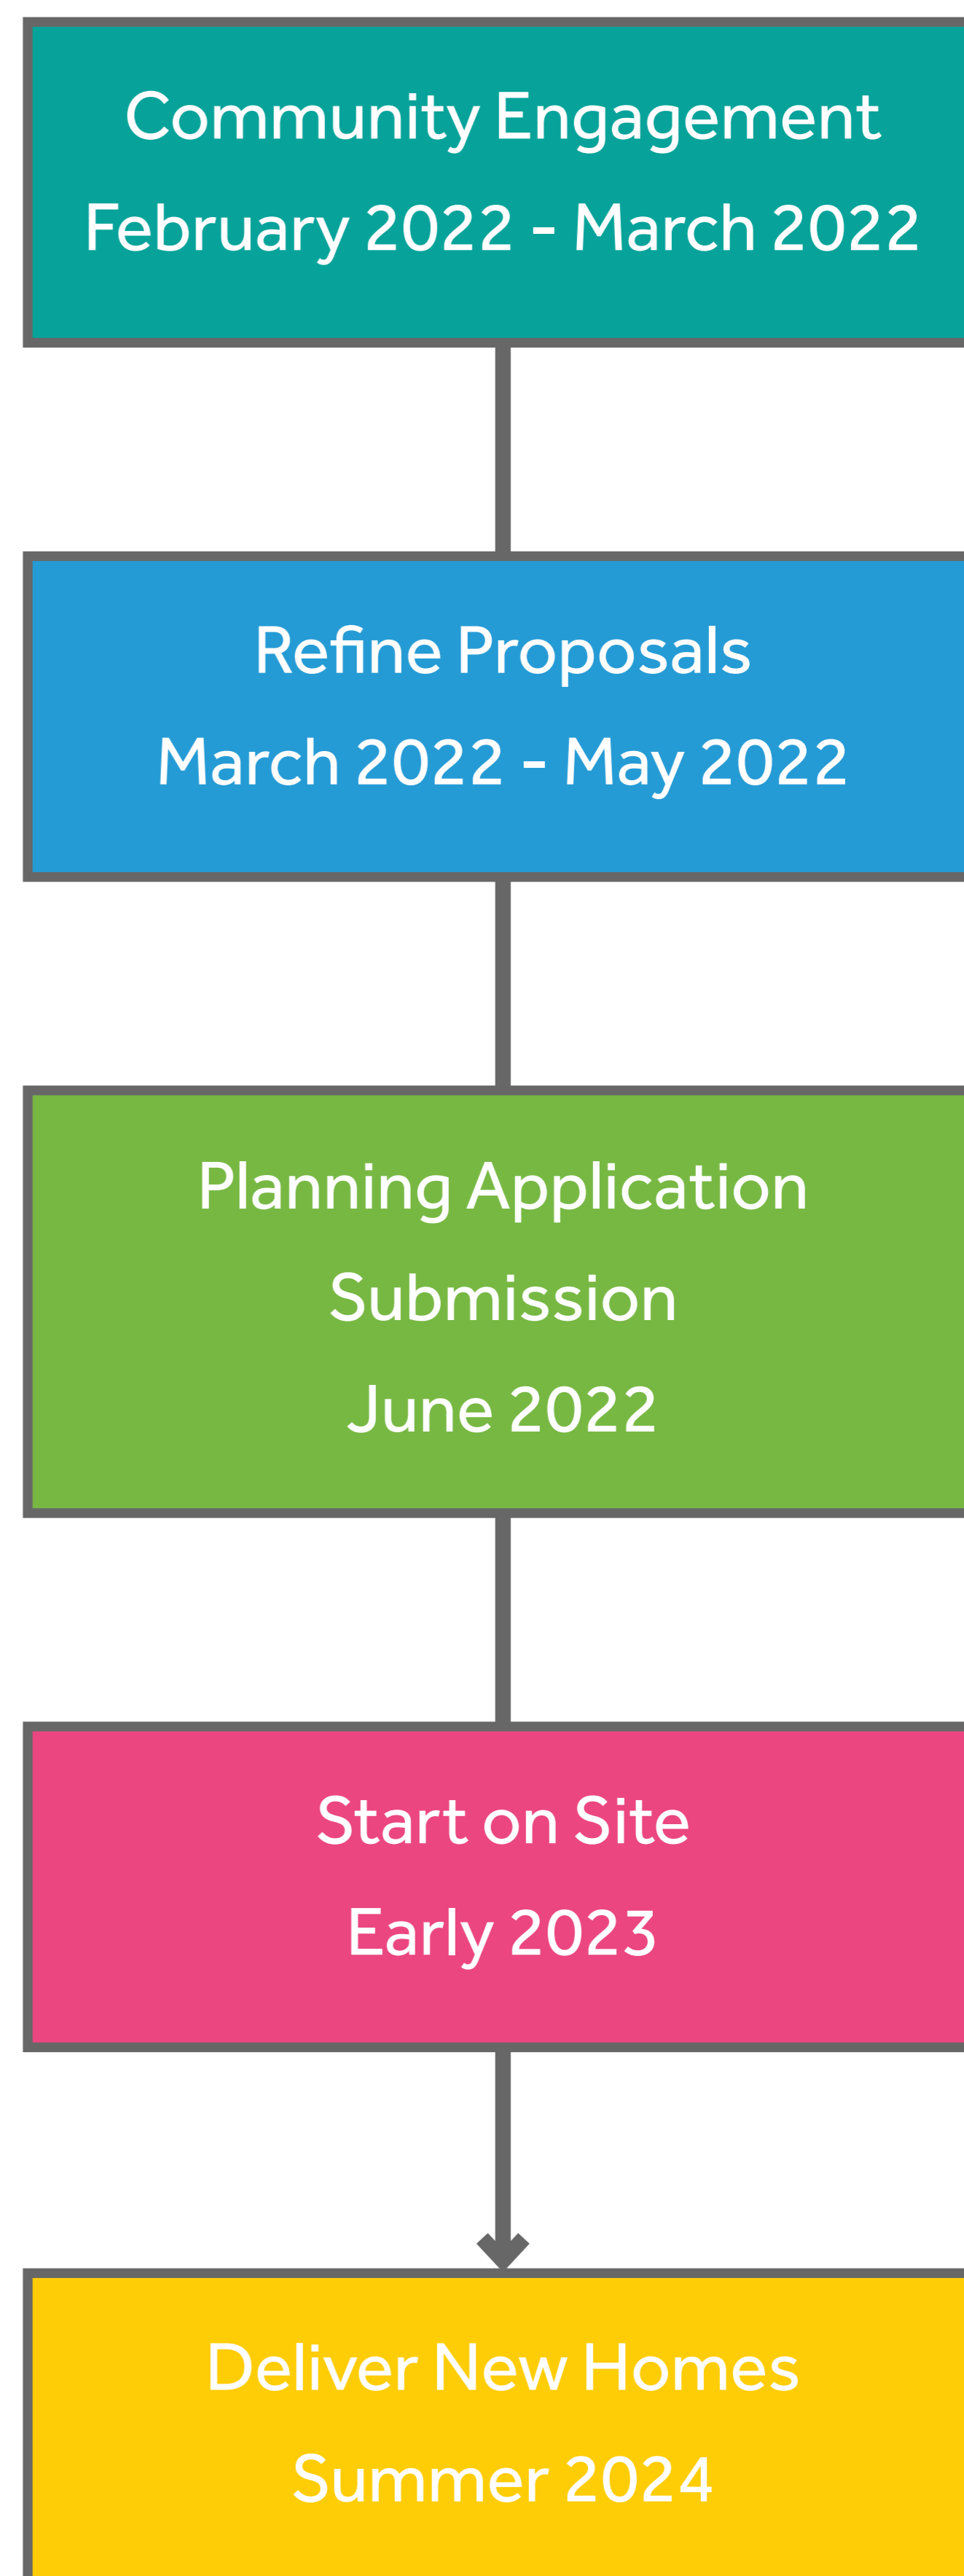 Community Engagement
February 2022 - March 2022
Refine Proposals
March 2022 - May 2022
Planning Application
Submission
June 2022
Start on Site
Early 2023
Deliver New Homes
Summer 2024